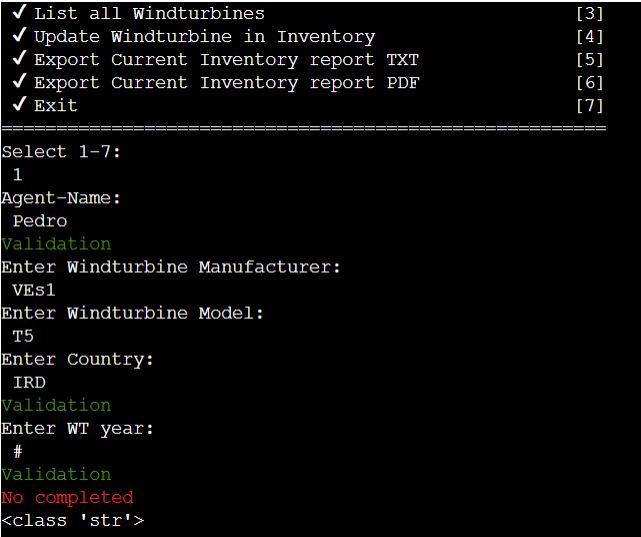 ✓ List all Windturbines [3]
✓ Update Windturbine in Inventory [4]
✓ Export Current Inventory report TXT [5]
✓ Export Current Inventory report PDF [6]
✓ Exit [7]
=======================================================
Select 1-7:
1
Agent-Name:
Pedro
Validation
Enter Windturbine Manufacturer:
VEs1
Enter Windturbine Model:
T5
Enter Country:
IRD
Validation
Enter WT year:
#
Validation
No completed
<class 'str'>